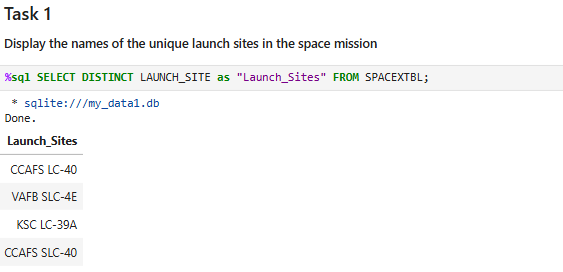 Task 1
Display the names of the unique launch sites in the space mission
%sql SELECT DISTINCT LAUNCH_SITE as "Launch_Sites" FROM SPACEXTBL;
* sqlite:///my_data1.db
Done.
Launch_Sites
CCAFS LC-40
VAFB SLC-4E
KSC LC-39A
CCAFS SLC-40